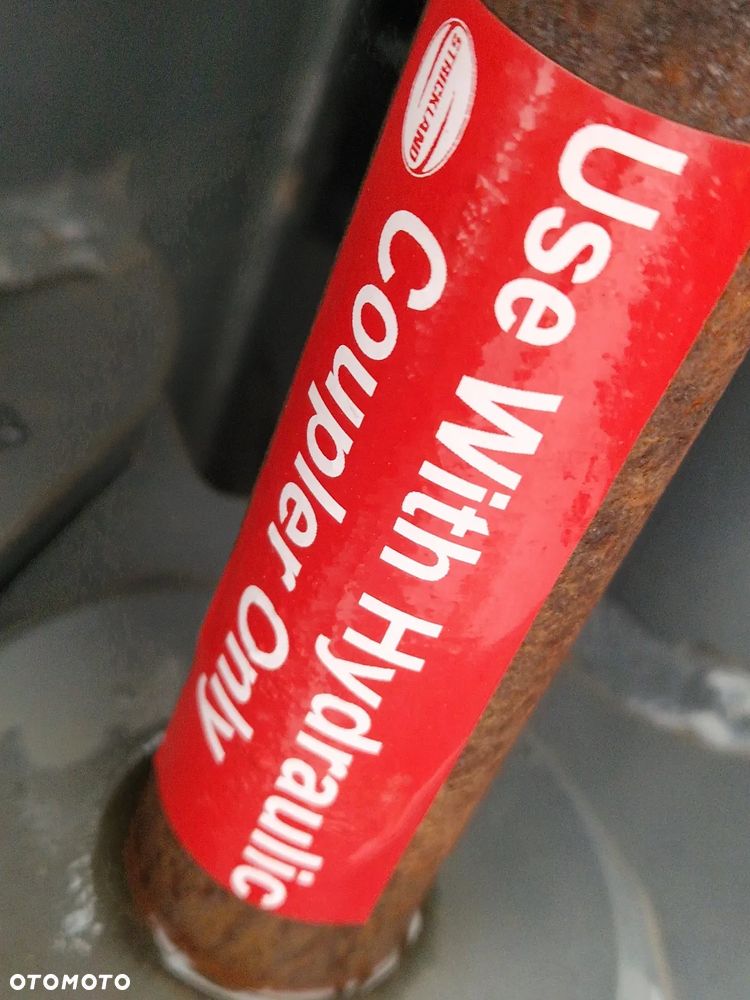 STRICKLAND
Use With Hydraulic
Coupler Only
OTOMOTO